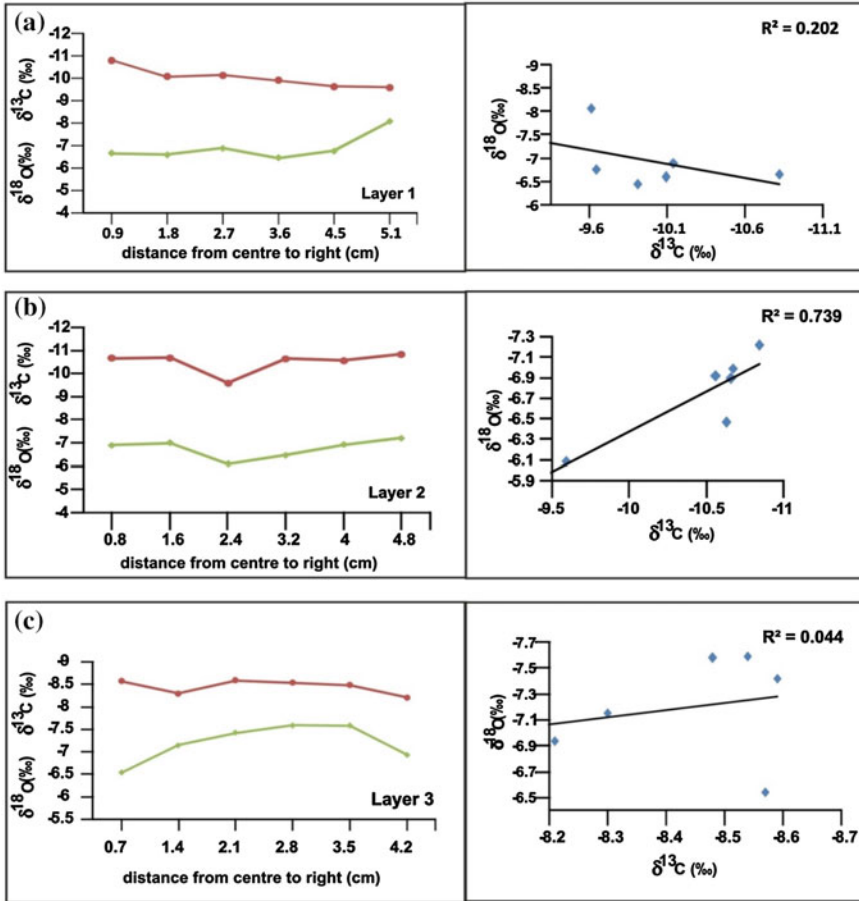 (a)
-12
-11
-10
-9
-8
-7
-6
-5
-4
δ18O(‰) δ13C (‰)
Layer 1
0.9 1.8 2.7 3.6 4.5 5.1
distance from centre to right (cm)
R² = 0.202
-9
-8.5
-8
-7.5
-7
-6.5
-6
δ18O(‰)
-9.6 -10.1 -10.6 -11.1
δ13C (‰)
(b)
-12
-11
-10
-9
-8
-7
-6
-5
-4
δ18O(‰) δ13C (‰)
Layer 2
0.8 1.6 2.4 3.2 4 4.8
distance from centre to right (cm)
R² = 0.739
-7.3
-7.1
-6.9
-6.7
-6.5
-6.3
-6.1
-5.9
δ18O(‰)
-9.5 -10 -10.5 -11
δ13C (‰)
(c)
-9
-8.5
-8
-7.5
-7
-6.5
-6
-5.5
δ18O(‰) δ13C (‰)
Layer 3
0.7 1.4 2.1 2.8 3.5 4.2
distance from centre to right (cm)
R² = 0.044
-7.7
-7.5
-7.3
-7.1
-6.9
-6.7
-6.5
δ18O(‰)
-8.2 -8.3 -8.4 -8.5 -8.6 -8.7
δ13C (‰)